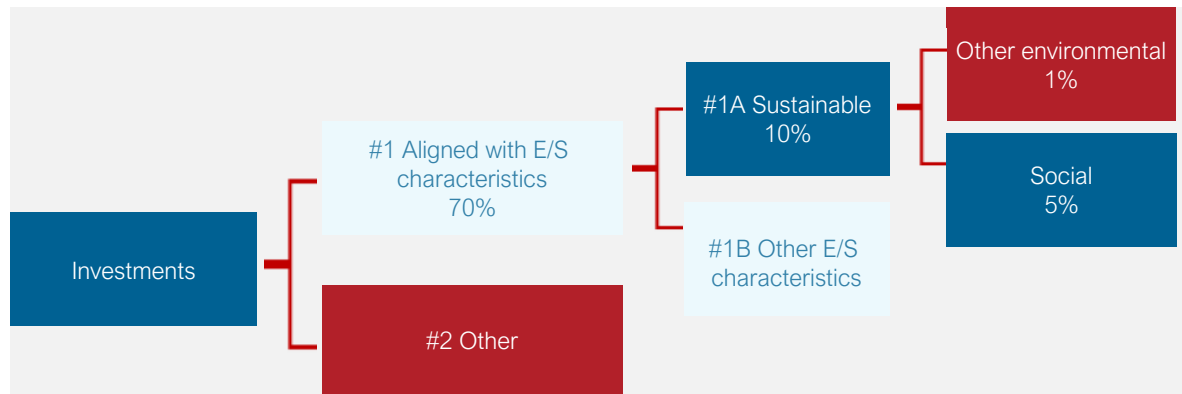 Investments
#1 Aligned with E/S
characteristics
70%
#2 Other
#1A Sustainable
10%
#1B Other E/S
characteristics
Other environmental
1%
Social
5%